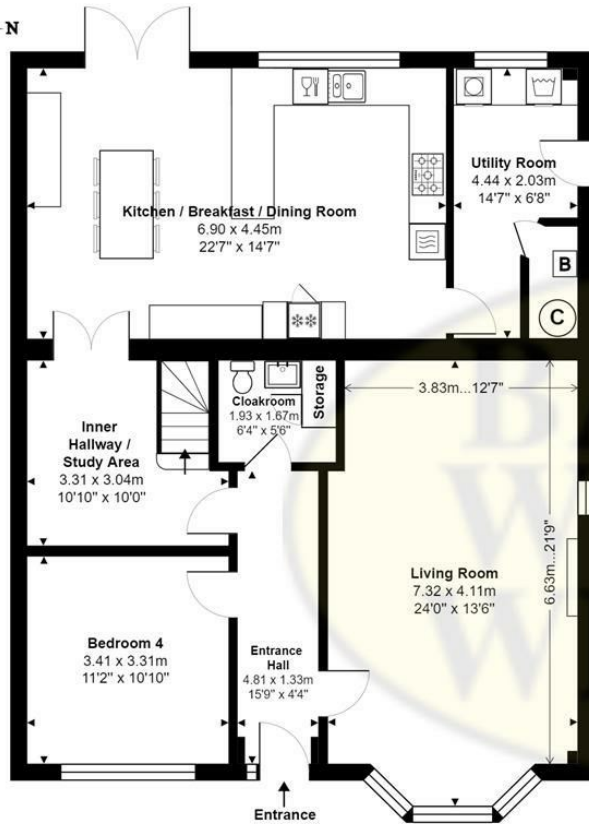 N
Kitchen / Breakfast / Dining Room
6.90 x 4.45m
22'7" x 14'7"
Utility Room
4.44 x 2.03m
14'7" x 6'8"
B
C
Inner
Hallway /
Study Area
3.31 x 3.04m
10'10" x 10'0"
Cloakroom
1.93 x 1.67m
6'4" x 5'6"
Storage
3.83m...12'7"
6.63m...21'9"
Living Room
7.32 x 4.11m
24'0" x 13'6"
Bedroom 4
3.41 x 3.31m
11'2" x 10'10"
Entrance
Hall
4.81 x 1.33m
15'9" x 4'4"
Entrance